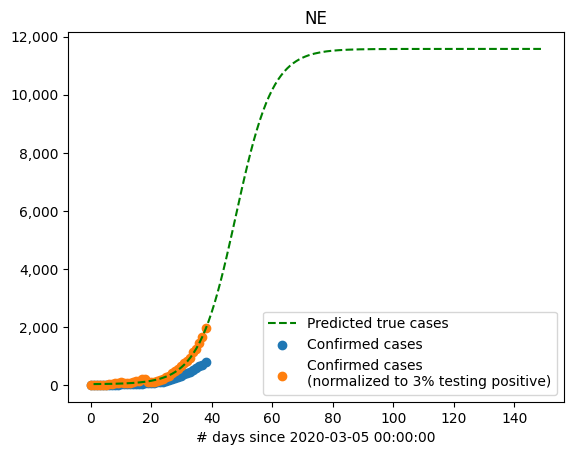 NE
12,000
10,000
8,000
6,000
4,000
2,000
0
0 20 40 60 80 100 120 140
# days since 2020-03-05 00:00:00
Predicted true cases
Confirmed cases
Confirmed cases
(normalized to 3% testing positive)